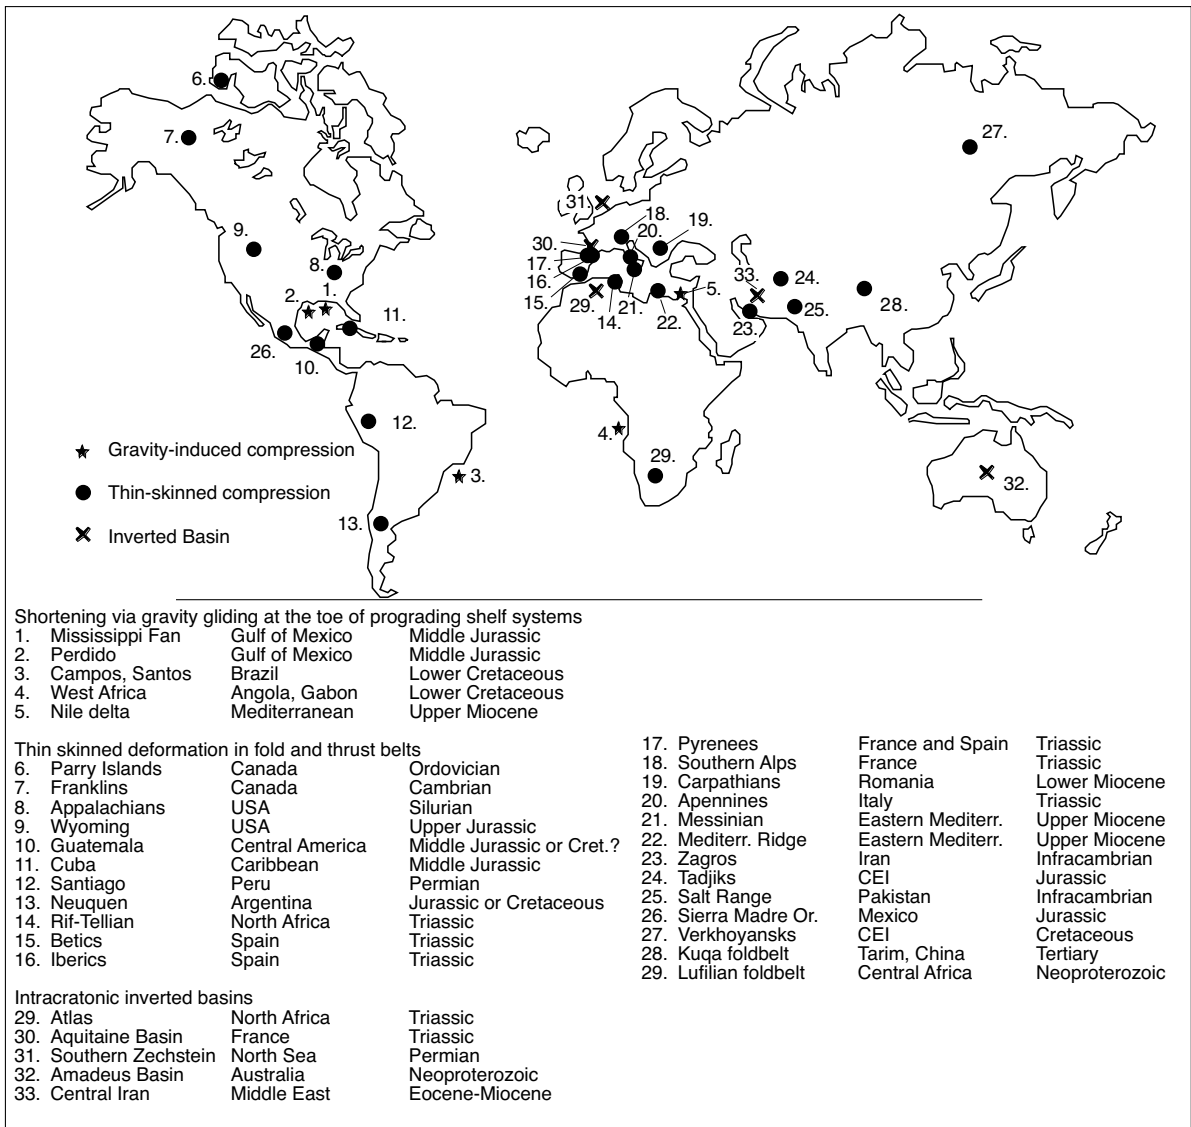 6.
7.
27.
31.
18.
9.
20.
19.
30.
8.
17.
33.
24.
16.
1.
2.
5.
15.
29.
28.
21.
25.
11.
14.
22.
23.
26.
10.
12.
4.
Gravity-induced compression
29.
3.
32.
Thin-skinned compression
13.
Inverted Basin
Shortening via gravity gliding at the toe of prograding shelf systems
1. Mississippi Fan Gulf of Mexico Middle Jurassic
2. Perdido Gulf of Mexico Middle Jurassic
3. Campos, Santos Brazil Lower Cretaceous
4. West Africa Angola, Gabon Lower Cretaceous
5. Nile delta Mediterranean Upper Miocene
Thin skinned deformation in fold and thrust belts
6. Parry Islands Canada Ordovician
7. Franklins Canada Cambrian
8. Appalachians USA Silurian
9. Wyoming USA Upper Jurassic
10. Guatemala Central America Middle Jurassic or Cret.?
11. Cuba Caribbean Middle Jurassic
12. Santiago Peru Permian
13. Neuquen Argentina Jurassic or Cretaceous
14. Rif-Tellian North Africa Triassic
15. Betics Spain Triassic
16. Iberics Spain Triassic
17. Pyrenees France and Spain Triassic
18. Southern Alps France Triassic
19. Carpathians Romania Lower Miocene
20. Apennines Italy Triassic
21. Messinian Eastern Mediterr. Upper Miocene
22. Mediterr. Ridge Eastern Mediterr. Upper Miocene
23. Zagros Iran Infracambrian
24. Tadjiks CEI Jurassic
25. Salt Range Pakistan Infracambrian
26. Sierra Madre Or. Mexico Jurassic
27. Verkhoyansks CEI Cretaceous
28. Kuqa foldbelt Tarim, China Tertiary
29. Lufilian foldbelt Central Africa Neoproterozoic
Intracratonic inverted basins
29. Atlas North Africa Triassic
30. Aquitaine Basin France Triassic
31. Southern Zechstein North Sea Permian
32. Amadeus Basin Australia Neoproterozoic
33. Central Iran Middle East Eocene-Miocene